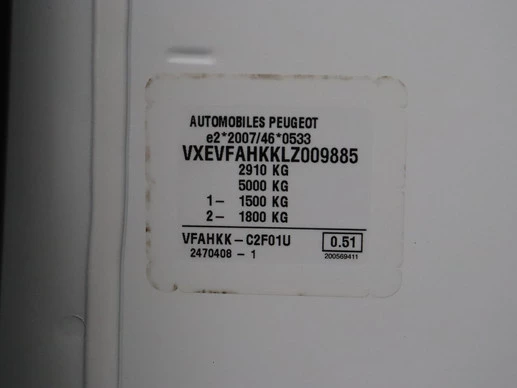 AUTOMOBILES PEUGEOT
e2*2007/46*0533
VXEVFAHKKLZ009885
2910 KG
5000 KG
1- 1500 KG
2- 1800 KG
VFAHKK-C2F01U 0.51
2470408 - 1 200569411